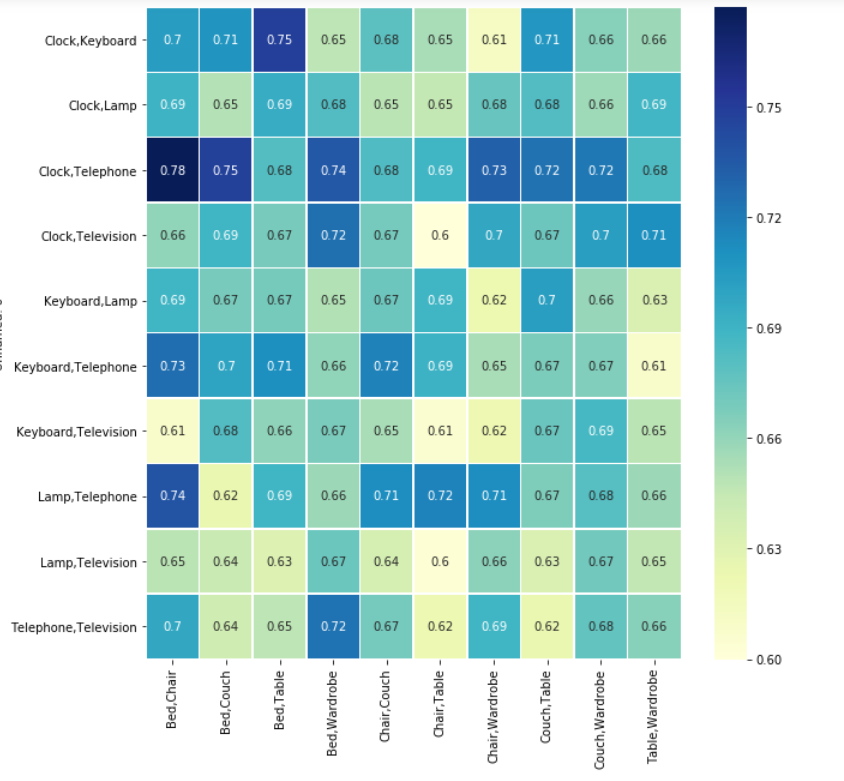 Clock,Keyboard 0.7 0.71 0.75 0.65 0.68 0.65 0.61 0.71 0.66 0.66
Clock,Lamp 0.69 0.65 0.69 0.68 0.65 0.65 0.68 0.68 0.66 0.69
Clock,Telephone 0.78 0.75 0.68 0.74 0.68 0.69 0.73 0.72 0.72 0.68
Clock,Television 0.66 0.69 0.67 0.72 0.67 0.6 0.7 0.67 0.7 0.71
Keyboard,Lamp 0.69 0.67 0.67 0.65 0.67 0.69 0.62 0.7 0.66 0.63
Keyboard,Telephone 0.73 0.7 0.71 0.66 0.72 0.69 0.65 0.67 0.67 0.61
Keyboard,Television 0.61 0.68 0.66 0.67 0.65 0.61 0.62 0.67 0.69 0.65
Lamp,Telephone 0.74 0.62 0.69 0.66 0.71 0.72 0.71 0.67 0.68 0.66
Lamp,Television 0.65 0.64 0.63 0.67 0.64 0.6 0.66 0.63 0.67 0.65
Telephone,Television 0.7 0.64 0.65 0.72 0.67 0.62 0.69 0.62 0.68 0.66
Bed,Chair
Bed,Couch
Bed,Table
Bed,Wardrobe
Chair,Couch
Chair,Table
Chair,Wardrobe
Couch,Table
Couch,Wardrobe
Table,Wardrobe
0.75
0.72
0.69
0.66
0.63
0.60